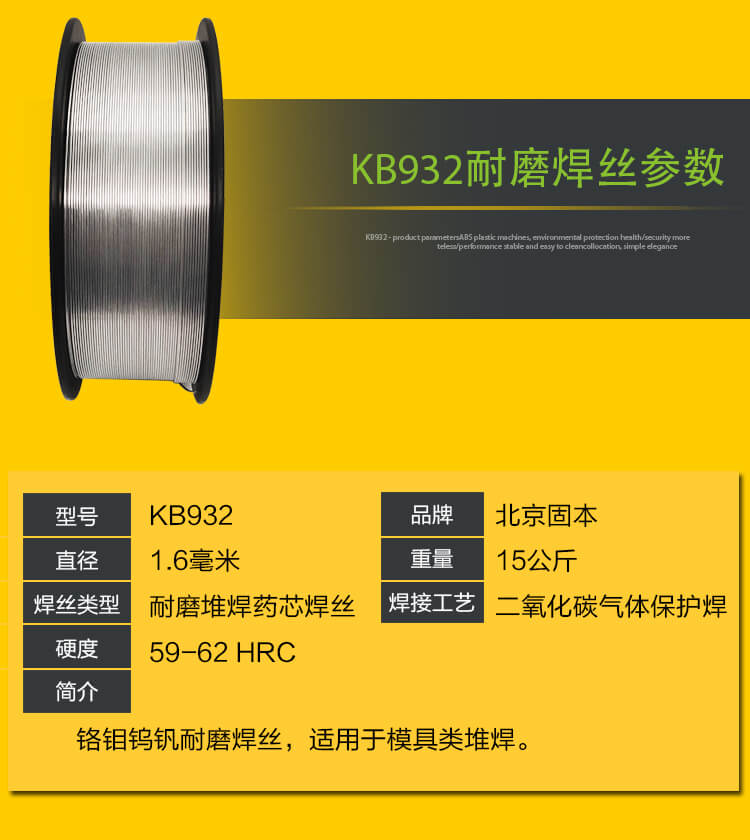 KB932耐磨焊丝参数
KB932 - product parametersABS plastic machines, environmental protection health/security more
teless/performance stable and easy to cleancollocation, simple elegance
型号 KB932 品牌 北京固本
直径 1.6毫米 重量 15公斤
焊丝类型 耐磨堆焊药芯焊丝 焊接工艺 二氧化碳气体保护焊
硬度 59-62 HRC
简介
铬钼钨钒耐磨焊丝，适用于模具类堆焊。